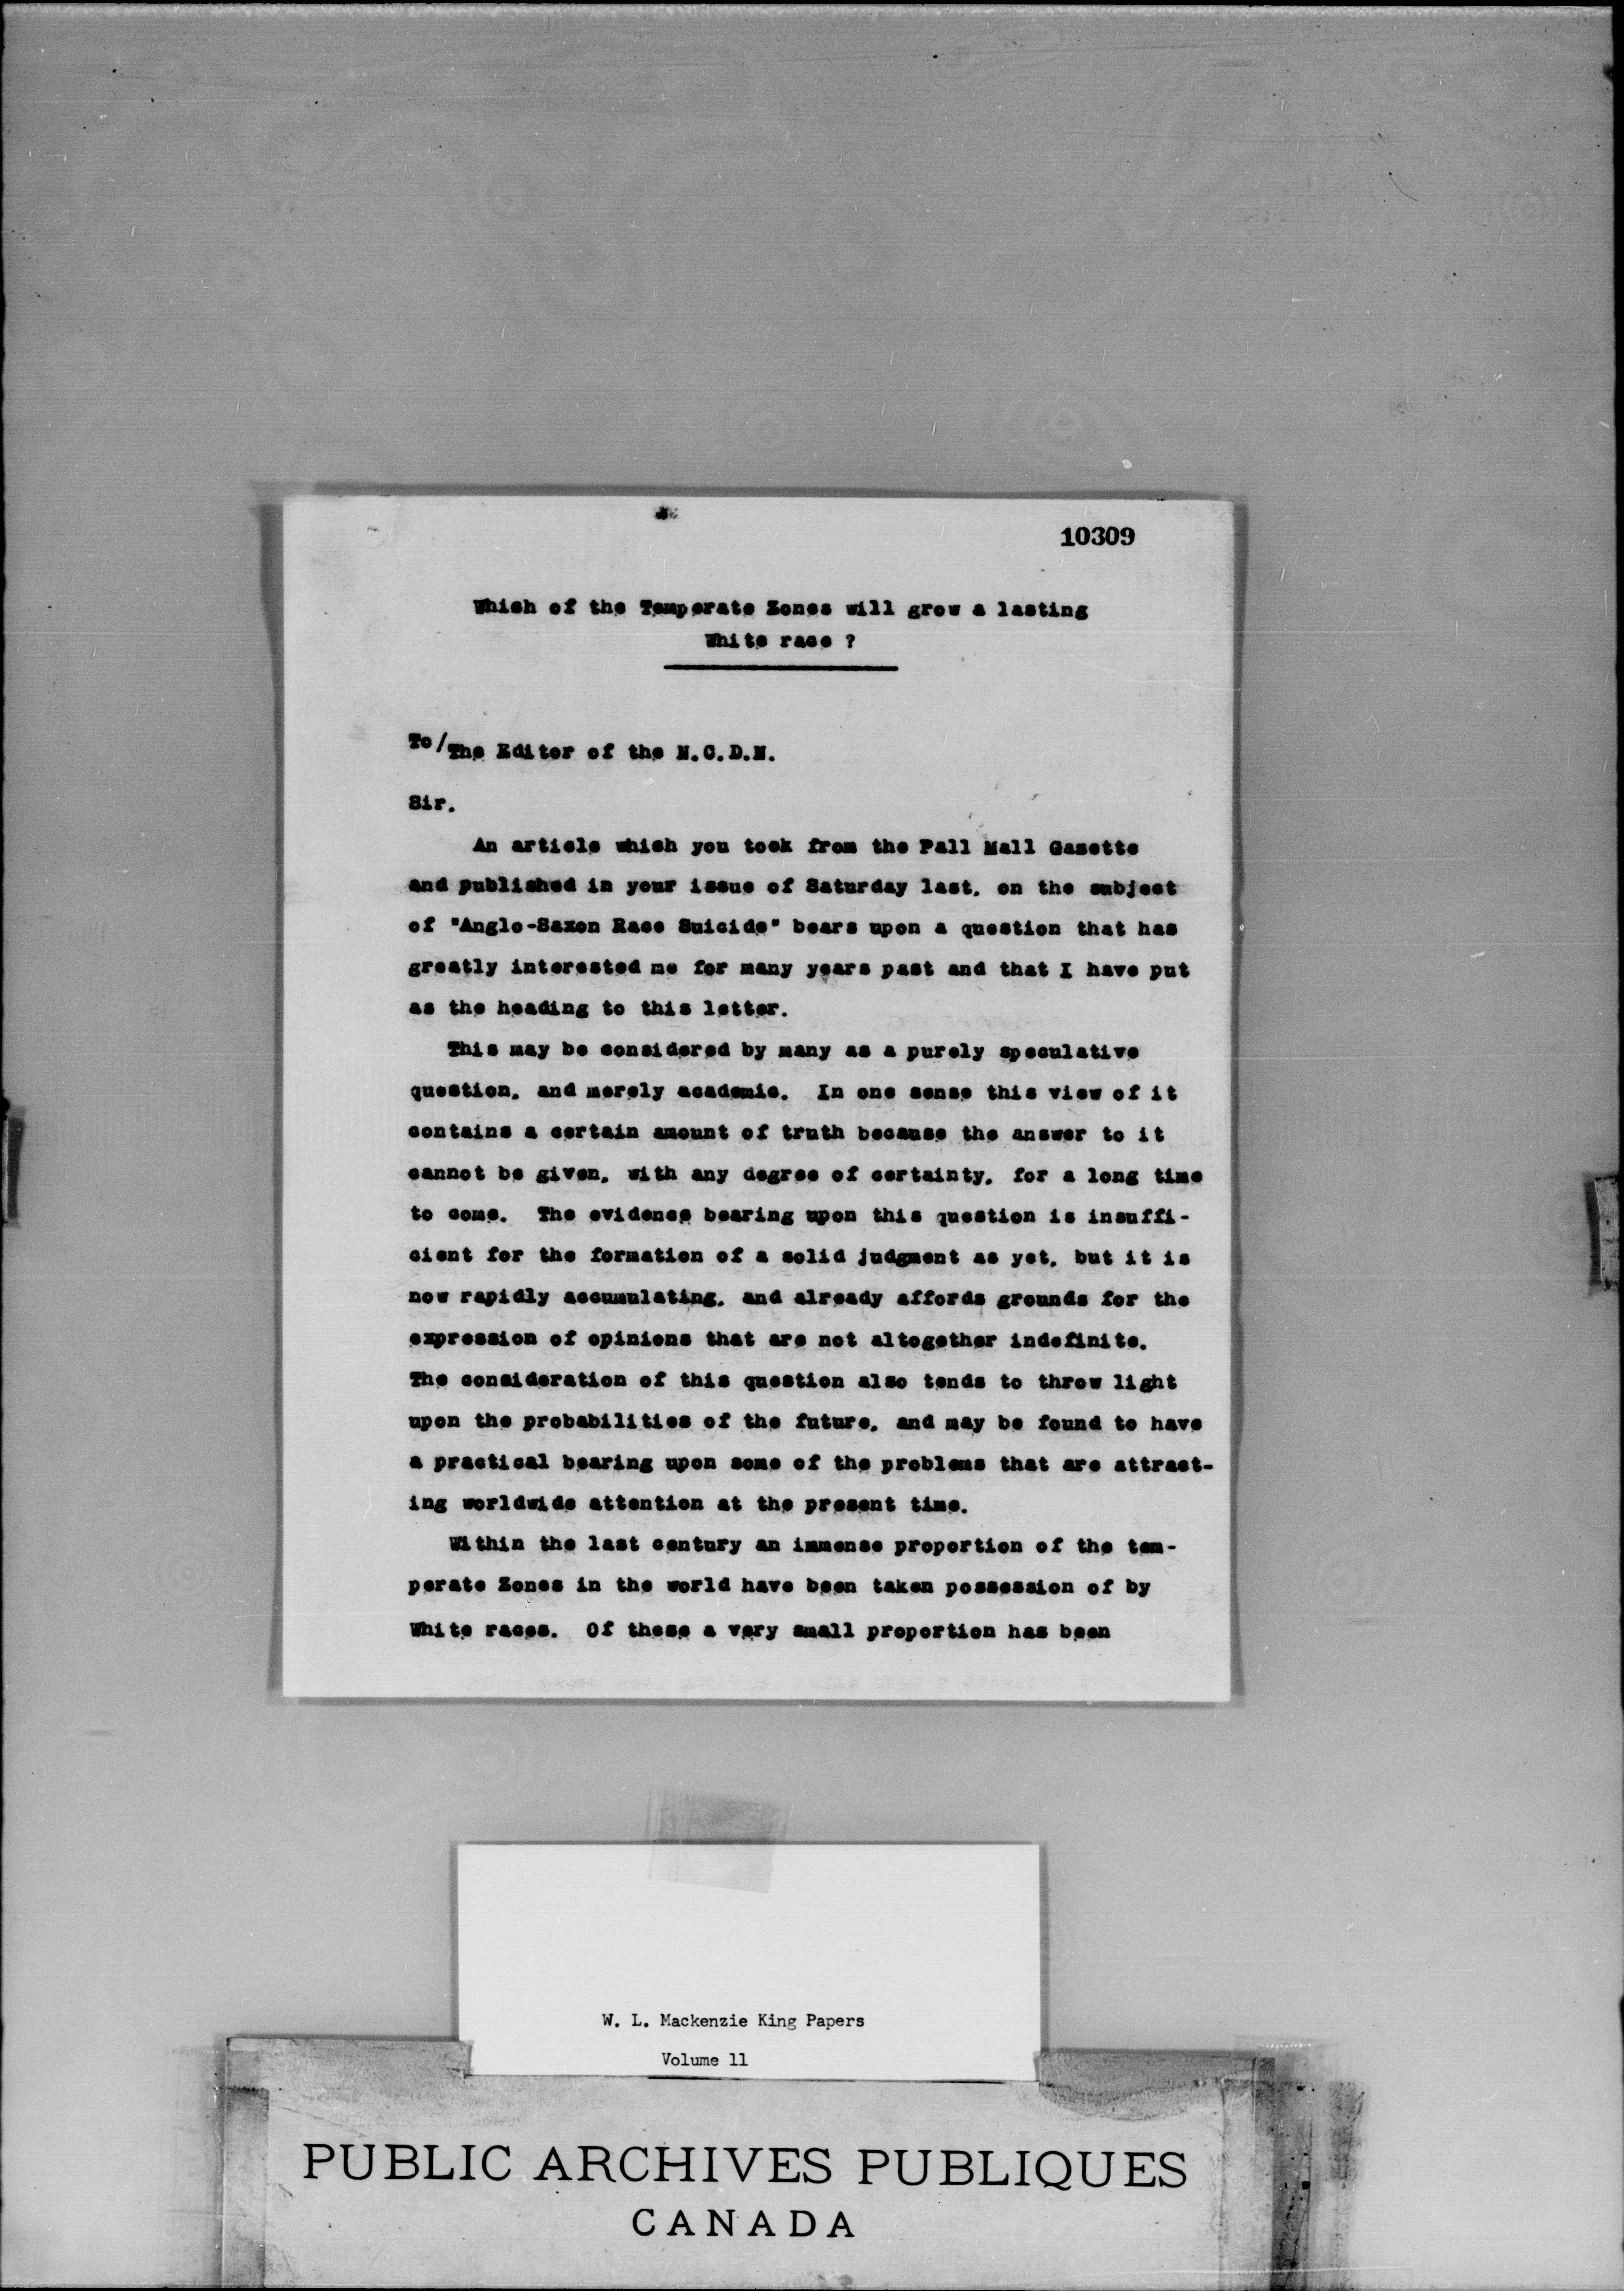 10309
Which of the Temperate Zones will grow a lasting
White race ?
To/The Editor of the N.C.D.N.
Sir.
An article which you took from the Pall Mall Gazette
and published in your issue of Saturday last, on the subject
of "Anglo-Saxon Race Suicide" bears upon a question that has
greatly interested me for many years past and that I have put
as the heading to this letter.
This may be considered by many as a purely speculative
question, and merely academic. In one sense this view of it
contains a certain amount of truth because the answer to it
cannot be given, with any degree of certainty, for a long time
to come. The evidence bearing upon this question is insuffi-
cient for the formation of a solid judgment as yet, but it is
now rapidly accumulating, and already affords grounds for the
expression of opinions that are not altogether indefinite.
The consideration of this question also tends to throw light
upon the probabilities of the future, and may be found to have
a practical bearing upon some of the problems that are attract-
ing worldwide attention at the present time.
Within the last century an immense proportion of the tem-
perate Zones in the world have been taken possession of by
White races. Of these a very small proportion has been
W. L. Mackenzie King Papers
Volume 11
PUBLIC ARCHIVES PUBLIQUES
CANADA